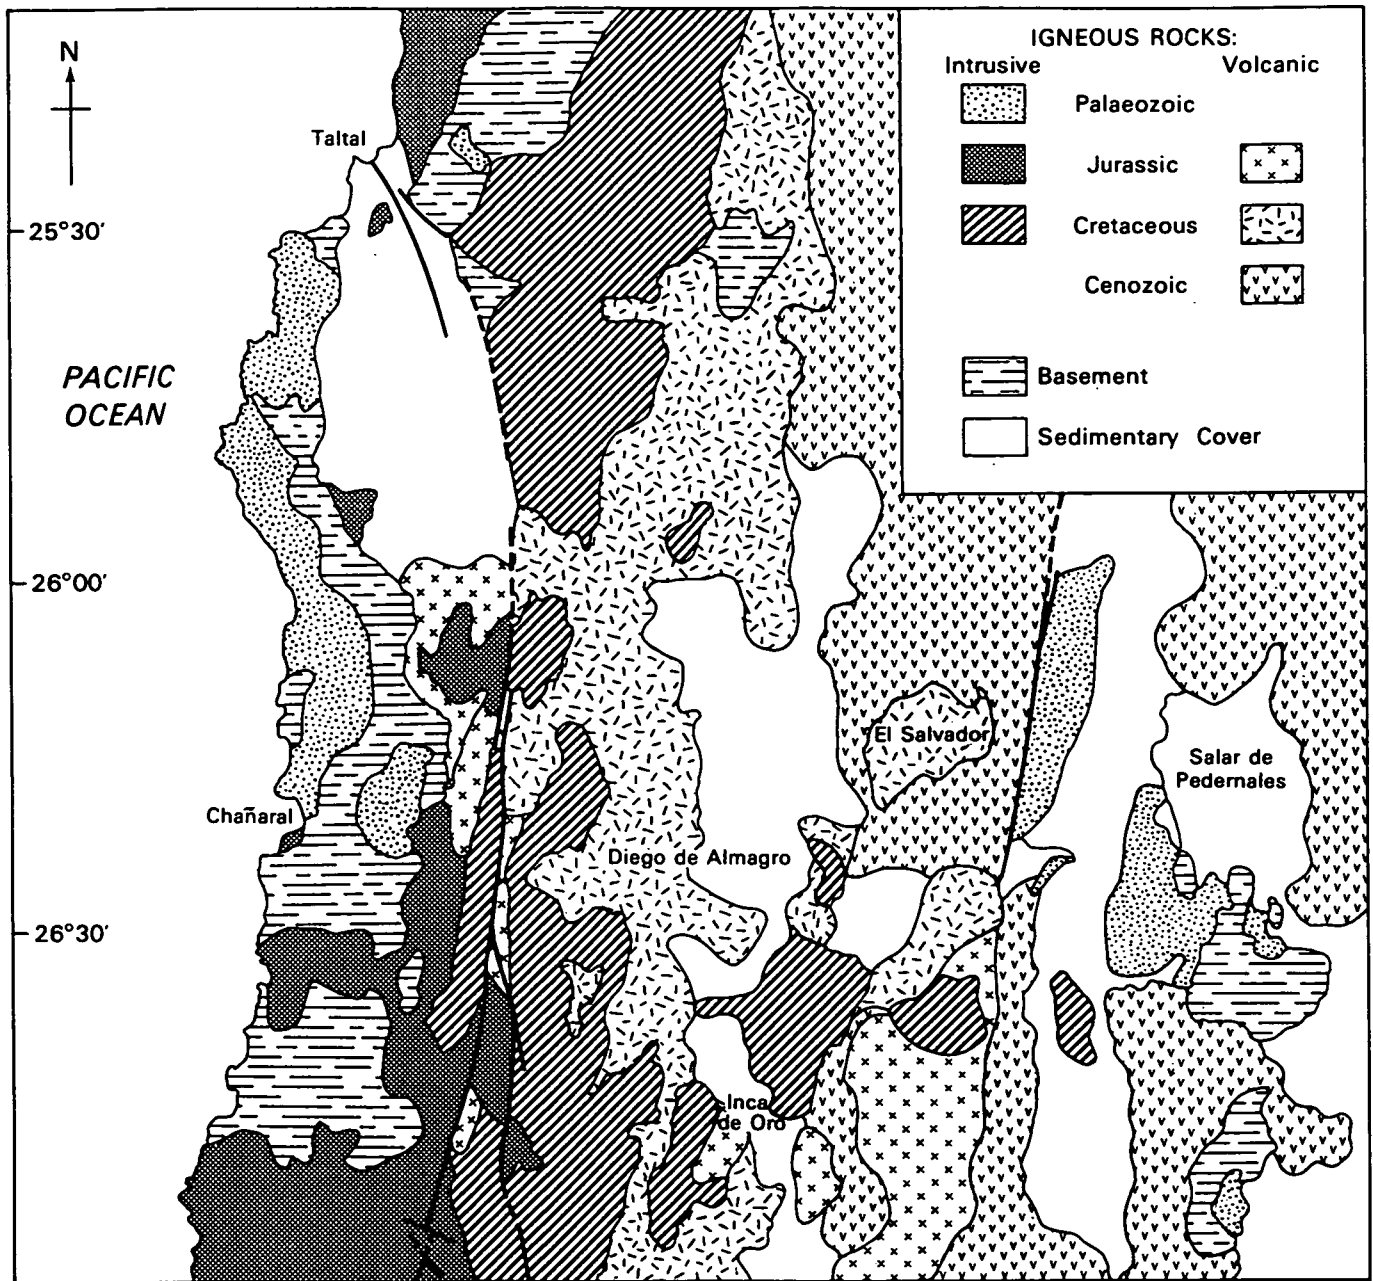 N
Taltal
25°30'
PACIFIC
OCEAN
26°00'
Chañaral
26°30'
El Salvador
Salar de
Pedernales
Diego de Almagro
Inca
de Oro
IGNEOUS ROCKS:
Intrusive Volcanic
Palaeozoic
Jurassic
Cretaceous
Cenozoic
Basement
Sedimentary Cover